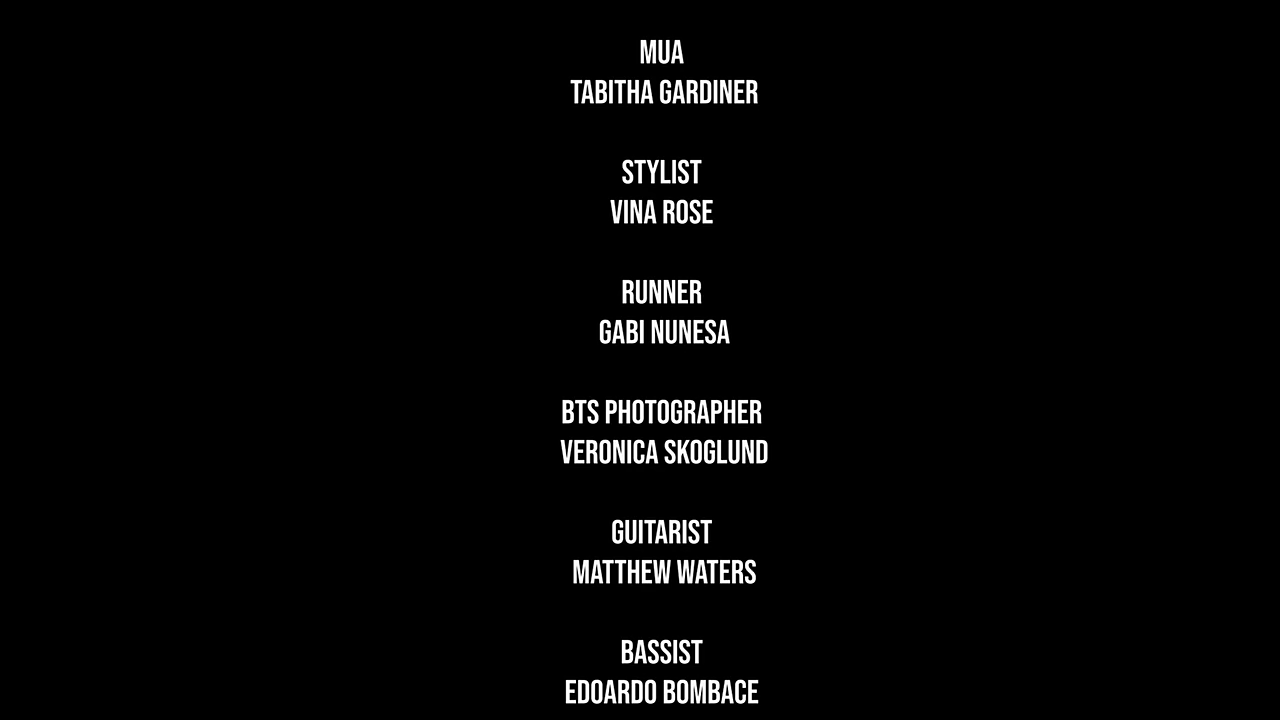 MUA
TABITHA GARDINER
STYLIST
VINA ROSE
RUNNER
GABI NUNESA
BTS PHOTOGRAPHER
VERONICA SKOGLUND
GUITARIST
MATTHEW WATERS
BASSIST
EDOARDO BOMBACE